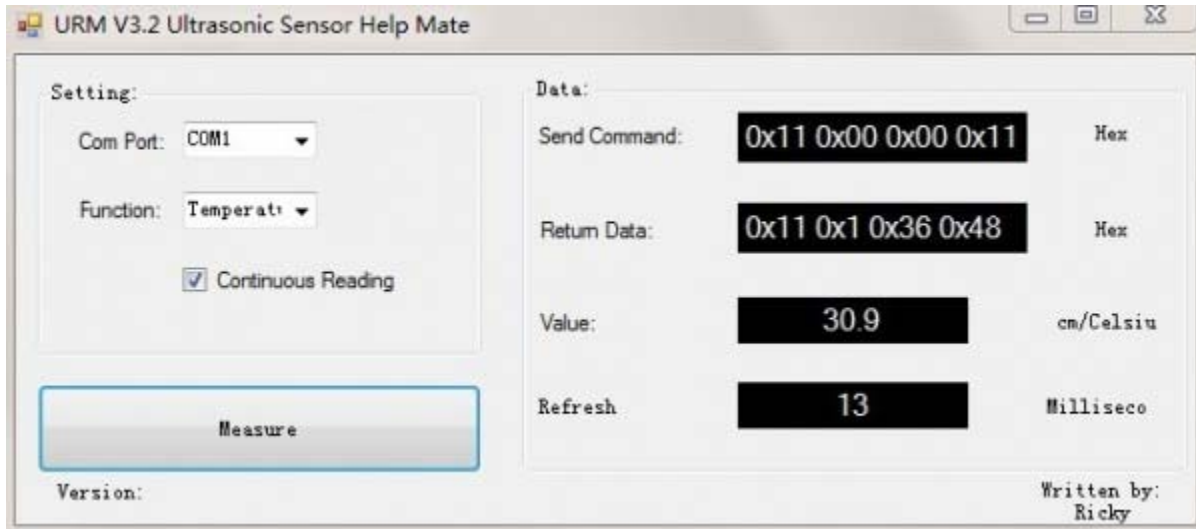 URM V3.2 Ultrasonic Sensor Help Mate
Setting:
Com Port: COM1
Function: Temperatu
Continuous Reading
Measure
Version:
Data:
Send Command: 0x11 0x00 0x00 0x11 Hex
Return Data: 0x11 0x1 0x36 0x48 Hex
Value: 30.9 cm/Celsiu
Refresh 13 Milliseco
Written by:
Ricky